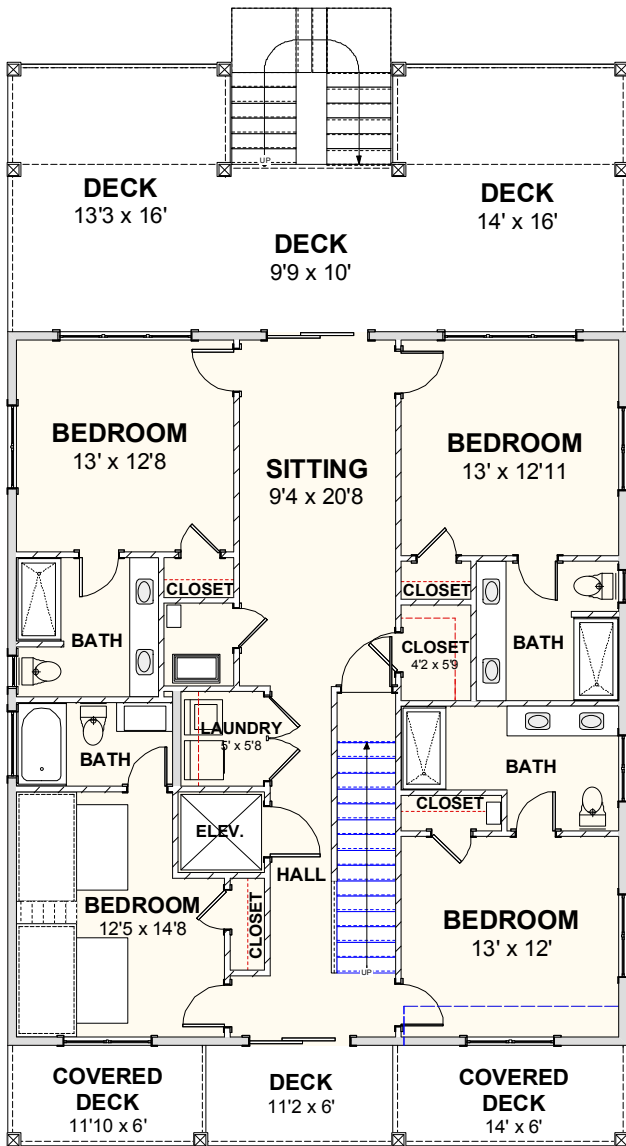 UP
DECK
13'3 x 16'
DECK
14' x 16'
DECK
9'9 x 10'
BEDROOM
13' x 12'8
SITTING
9'4 x 20'8
BEDROOM
13' x 12'11
CLOSET
CLOSET
BATH
CLOSET
4'2 x 5'9
BATH
LAUNDRY
5' x 5'8
BATH
BATH
CLOSET
ELEV.
HALL
BEDROOM
12'5 x 14'8
CLOSET
BEDROOM
13' x 12'
UP
COVERED
DECK
11'10 x 6'
DECK
11'2 x 6'
COVERED
DECK
14' x 6'